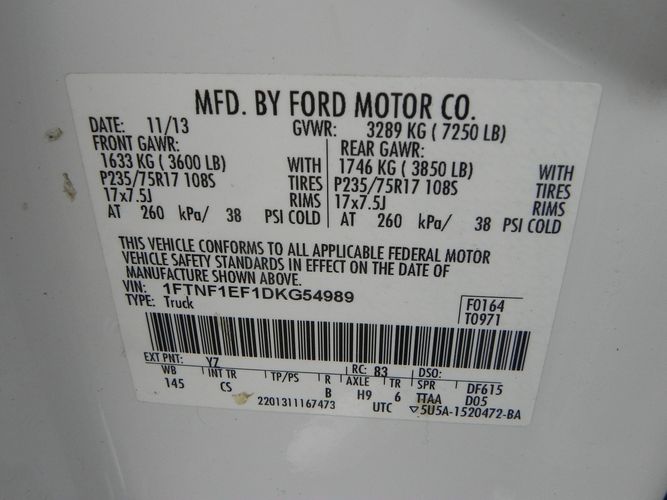 MFD. BY FORD MOTOR CO.
DATE: 11/13 GVWR: 3289 KG ( 7250 LB)
FRONT GAWR: REAR GAWR:
1633 KG ( 3600 LB) WITH 1746 KG ( 3850 LB) WITH
P235/75R17 108S TIRES P235/75R17 108S TIRES
17x7.5J RIMS 17x7.5J RIMS
AT 260 kPa/ 38 PSI COLD AT 260 kPa/ 38 PSI COLD
THIS VEHICLE CONFORMS TO ALL APPLICABLE FEDERAL MOTOR
VEHICLE SAFETY STANDARDS IN EFFECT ON THE DATE OF
MANUFACTURE SHOWN ABOVE.
VIN: 1FTNF1EF1DKG54989 F0164
TYPE: Truck T0971
EXT PNT: YZ RC: 83 DSO:
WB INT TR TP/PS R AXLE TR SPR DF615
145 CS B H9 6 TTAA D05
2201311167473 UTC ▽5U5A-1520472-BA